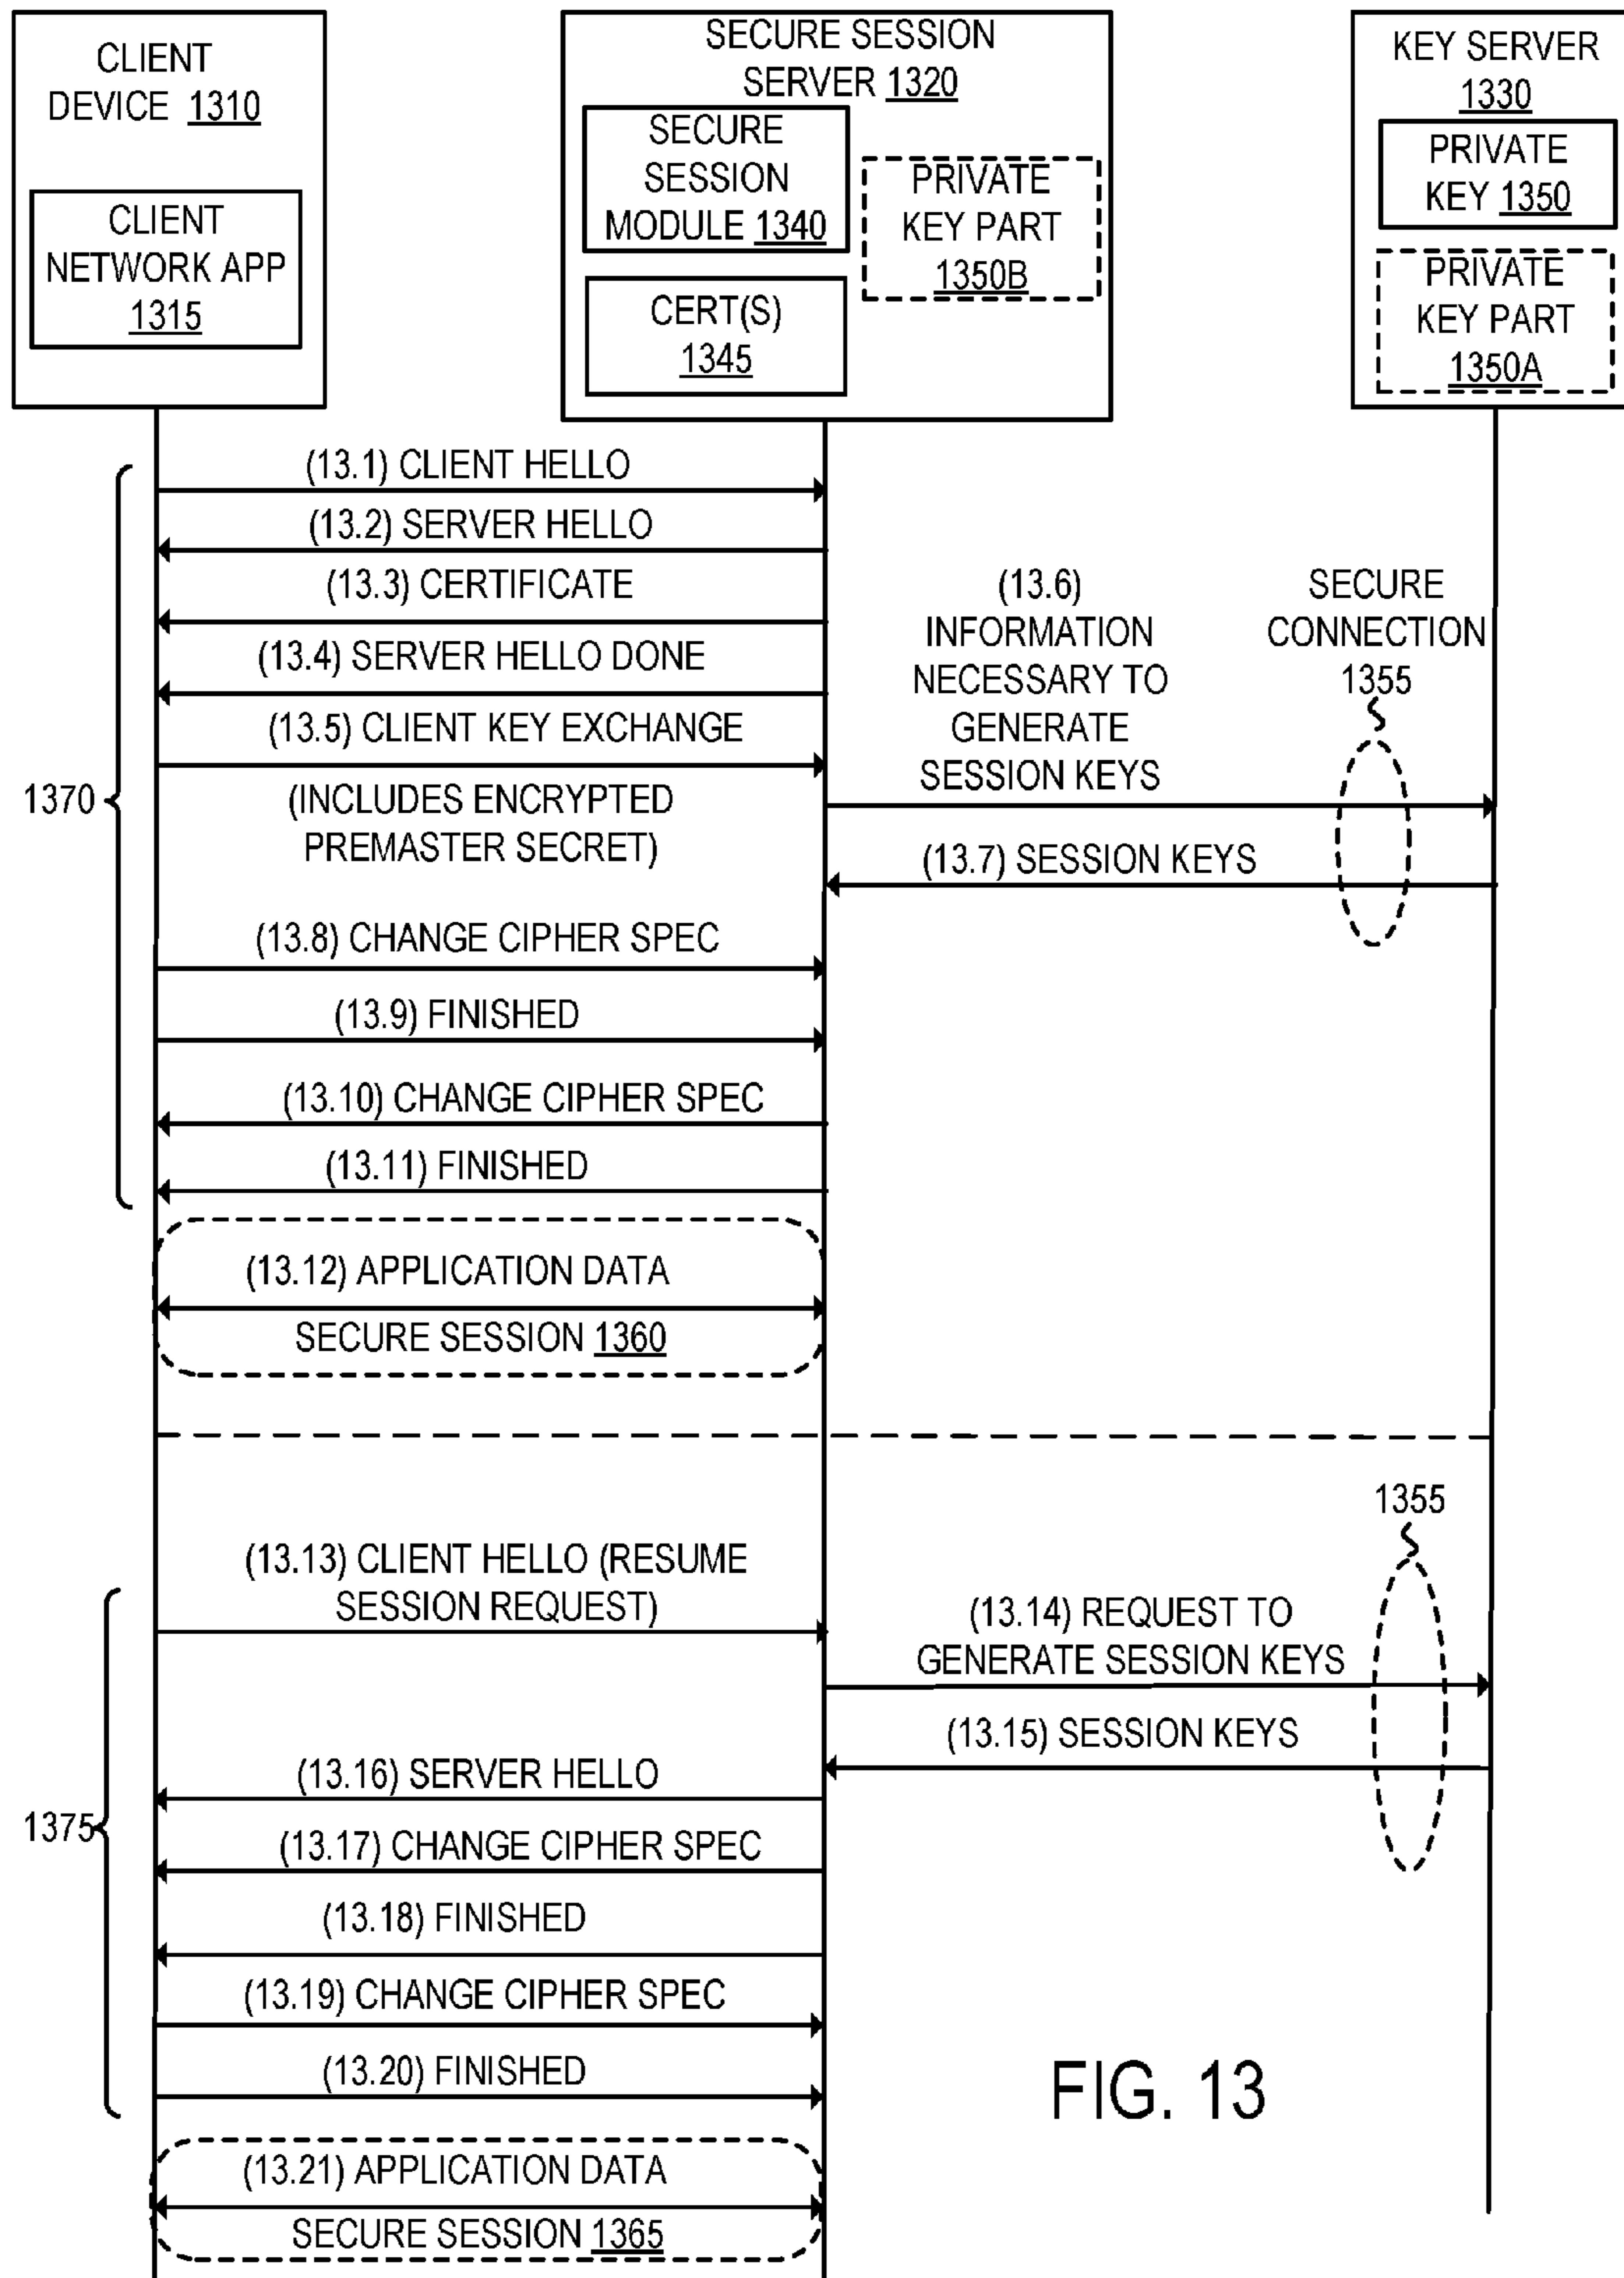 CLIENT
DEVICE 1310
CLIENT
NETWORK APP
1315
SECURE SESSION
SERVER 1320
SECURE
SESSION
MODULE 1340
PRIVATE
KEY PART
1350B
CERT(S)
1345
KEY SERVER
1330
PRIVATE
KEY 1350
PRIVATE
KEY PART
1350A
(13.1) CLIENT HELLO
(13.2) SERVER HELLO
(13.3) CERTIFICATE
(13.4) SERVER HELLO DONE
(13.5) CLIENT KEY EXCHANGE
(INCLUDES ENCRYPTED
PREMASTER SECRET)
1370
(13.6)
INFORMATION
NECESSARY TO
GENERATE
SESSION KEYS
SECURE
CONNECTION
1355
(13.7) SESSION KEYS
(13.8) CHANGE CIPHER SPEC
(13.9) FINISHED
(13.10) CHANGE CIPHER SPEC
(13.11) FINISHED
(13.12) APPLICATION DATA
SECURE SESSION 1360
(13.13) CLIENT HELLO (RESUME
SESSION REQUEST)
1355
(13.14) REQUEST TO
GENERATE SESSION KEYS
(13.15) SESSION KEYS
(13.16) SERVER HELLO
1375
(13.17) CHANGE CIPHER SPEC
(13.18) FINISHED
(13.19) CHANGE CIPHER SPEC
(13.20) FINISHED
(13.21) APPLICATION DATA
SECURE SESSION 1365
FIG. 13